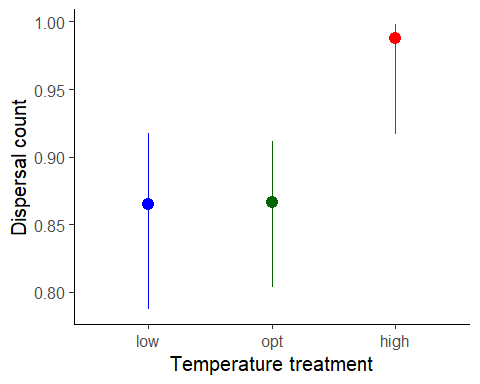 Dispersal count
1.00
0.95
0.90
0.85
0.80
low opt high
Temperature treatment